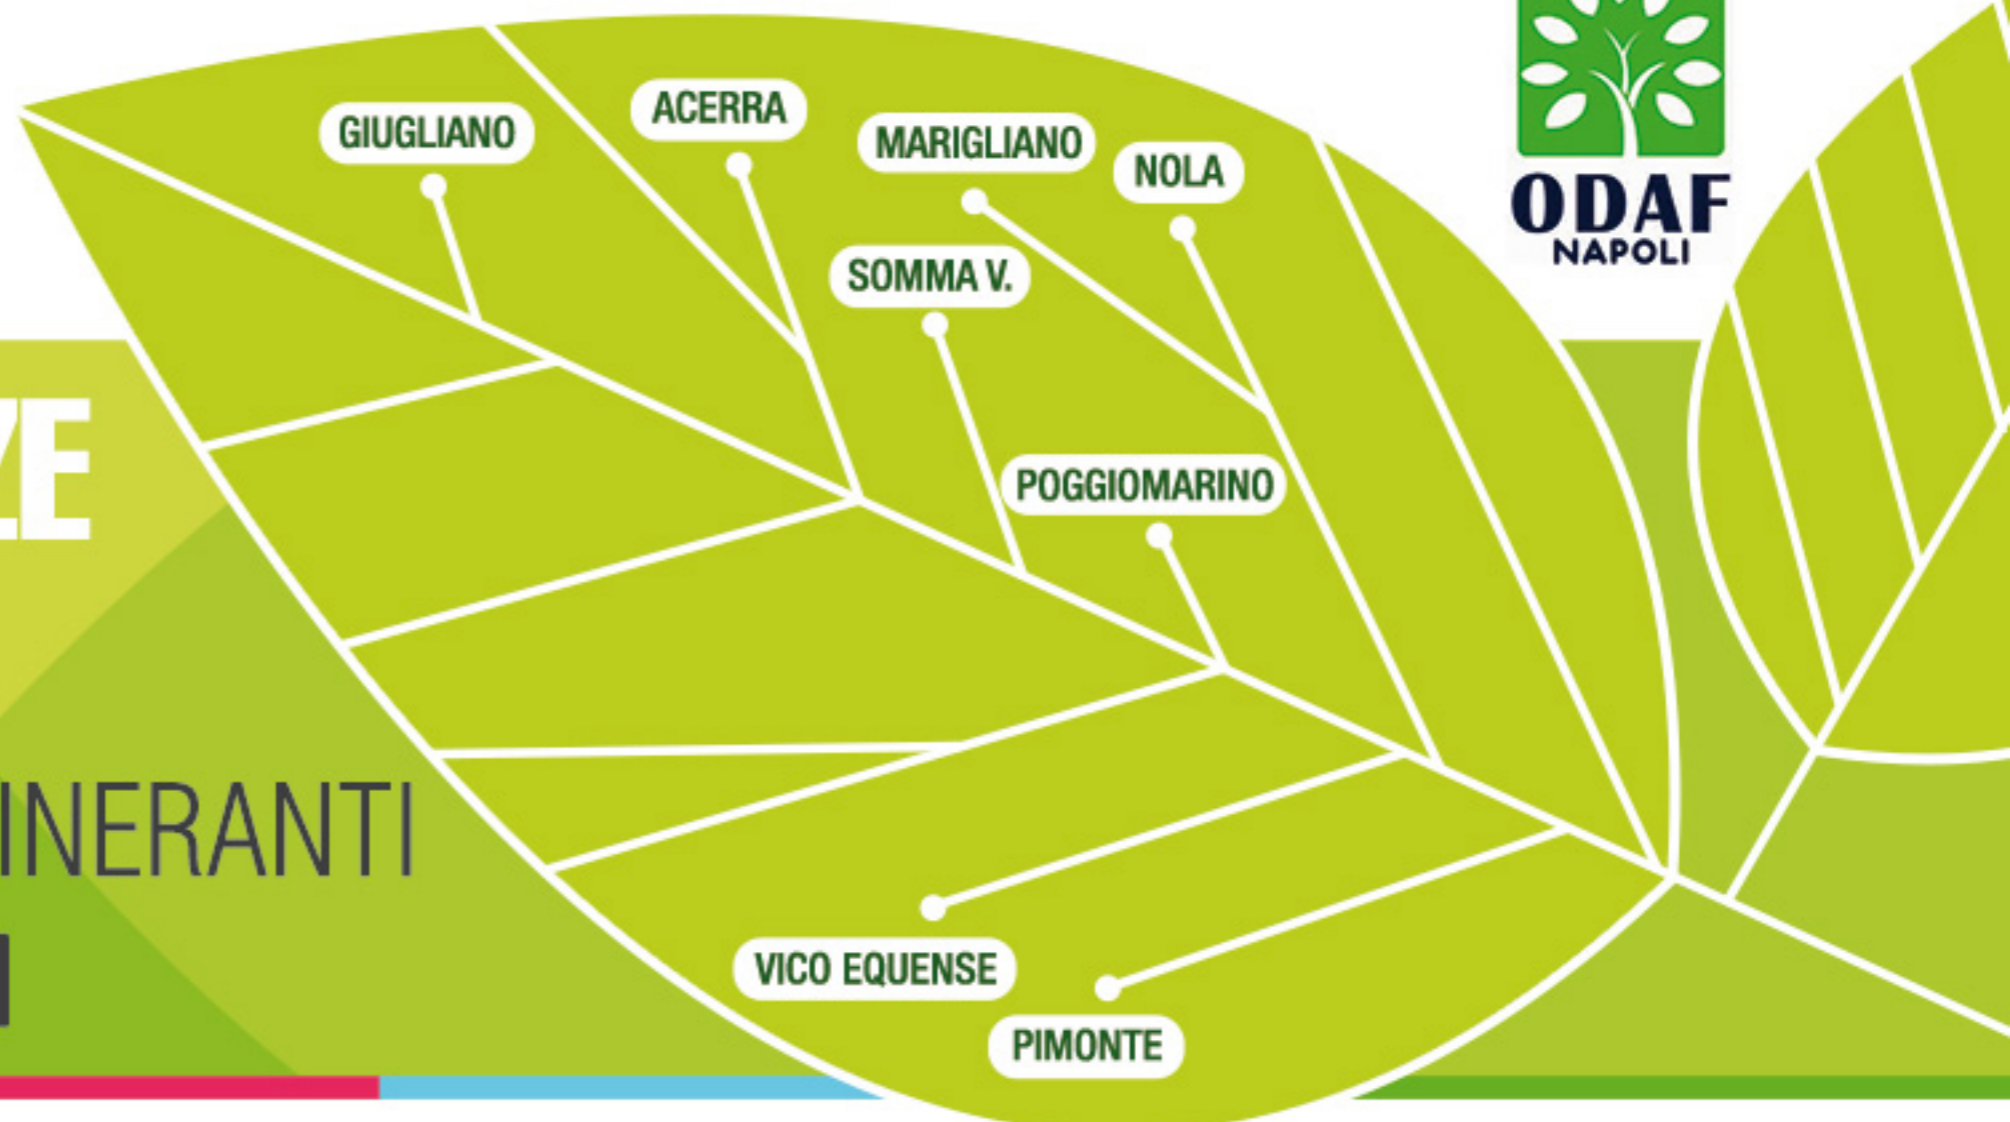 GIUGLIANO
ACERRA
MARIGLIANO
NOLA
SOMMA V.
POGGIOMARINO
VICO EQUENSE
PIMONTE
ODAF
NAPOLI
ZE
INERANTI